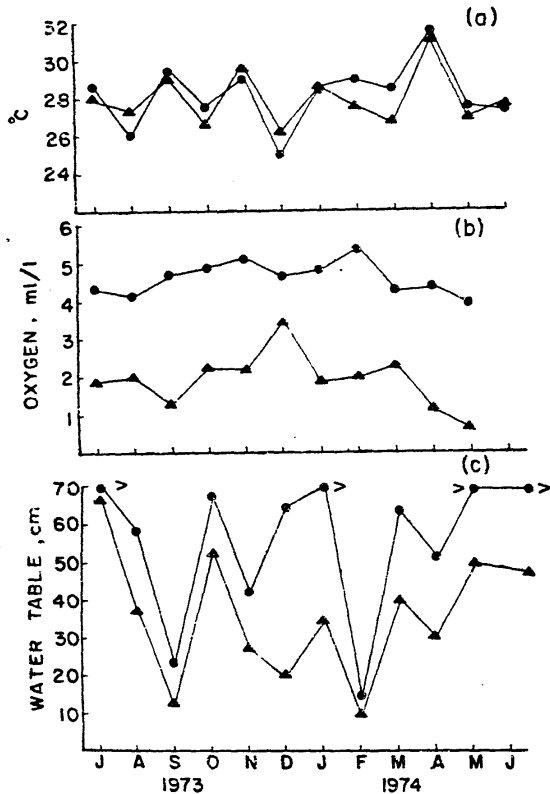 (a)
32
30
28
26
24
°C
(b)
6
5
4
3
2
1
OXYGEN, ml/l
(c)
70
60
50
40
30
20
10
WATER TABLE, cm
> > > >
J A S O N D J F M A M J
1973 1974